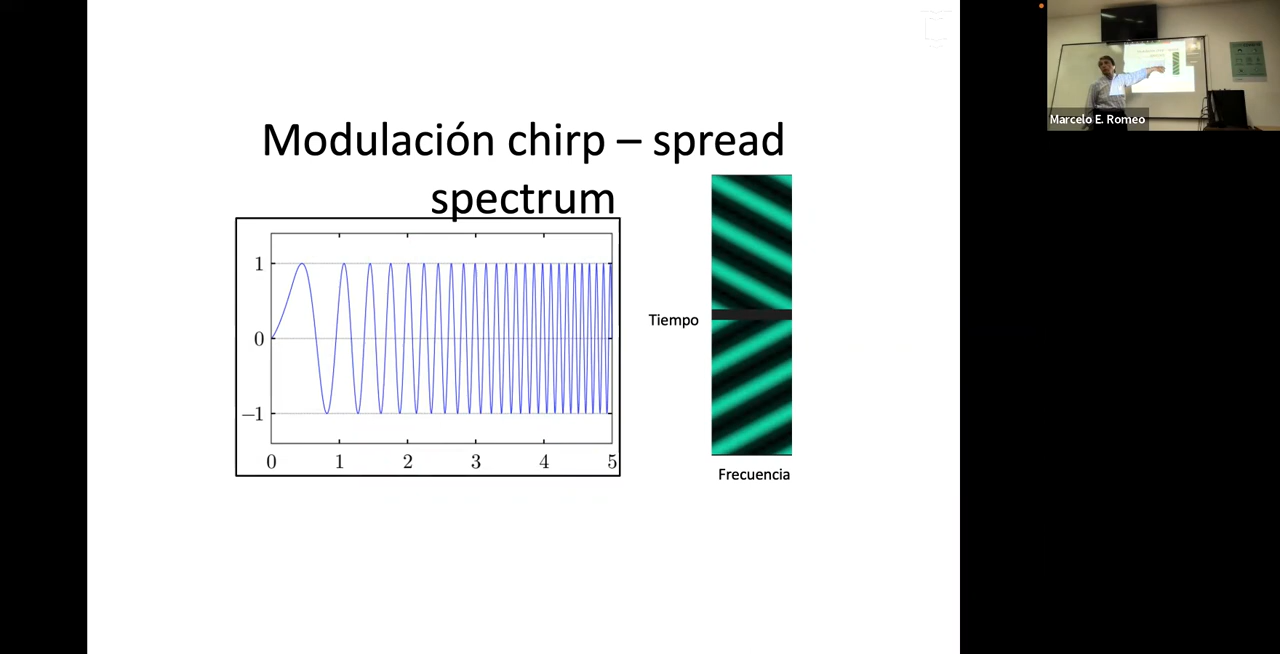 Modulación chirp – spread
spectrum
1
0
−1
0 1 2 3 4 5
Tiempo
Frecuencia
Marcelo E. Romeo